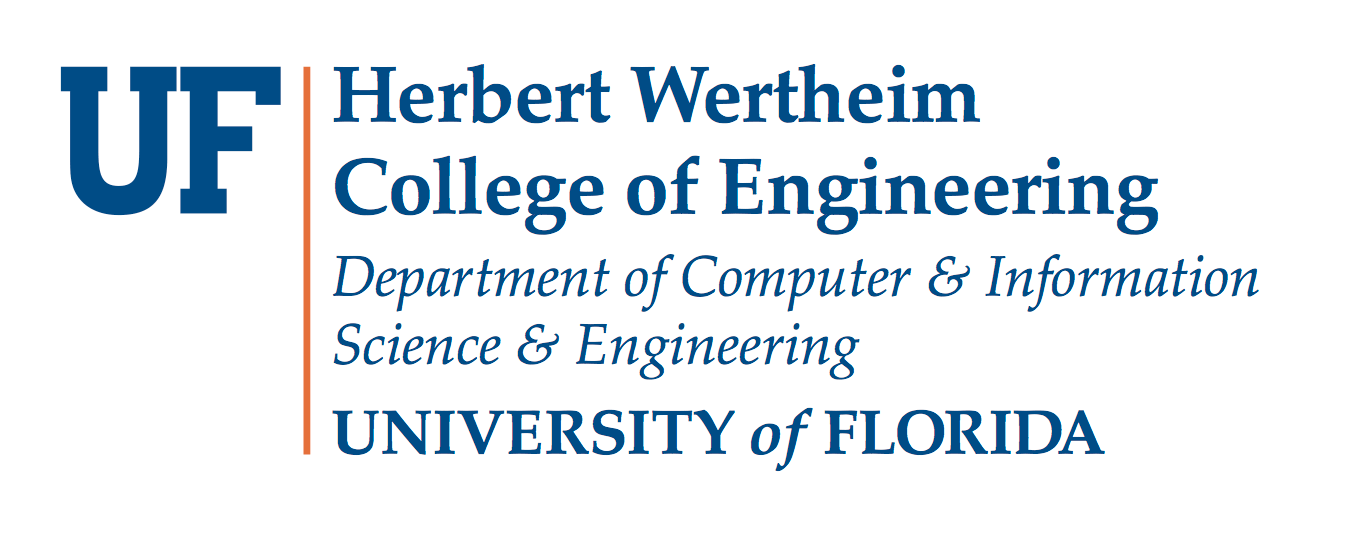 UF
Herbert Wertheim
College of Engineering
Department of Computer & Information
Science & Engineering
UNIVERSITY of FLORIDA